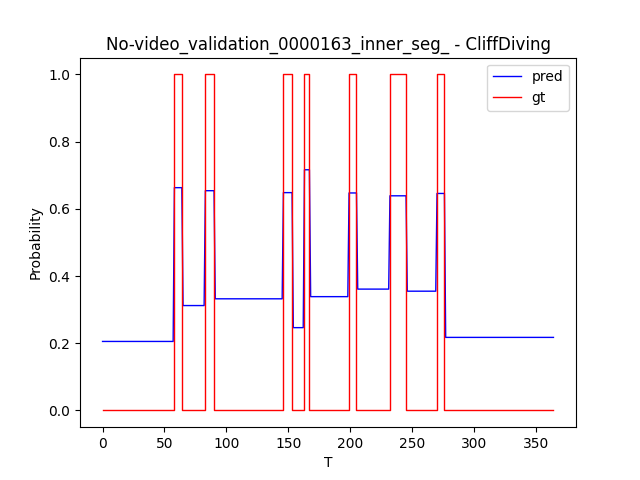 No-video_validation_0000163_inner_seg_ - CliffDiving
pred
gt
1.0
0.8
0.6
0.4
0.2
0.0
Probability
0 50 100 150 200 250 300 350
T